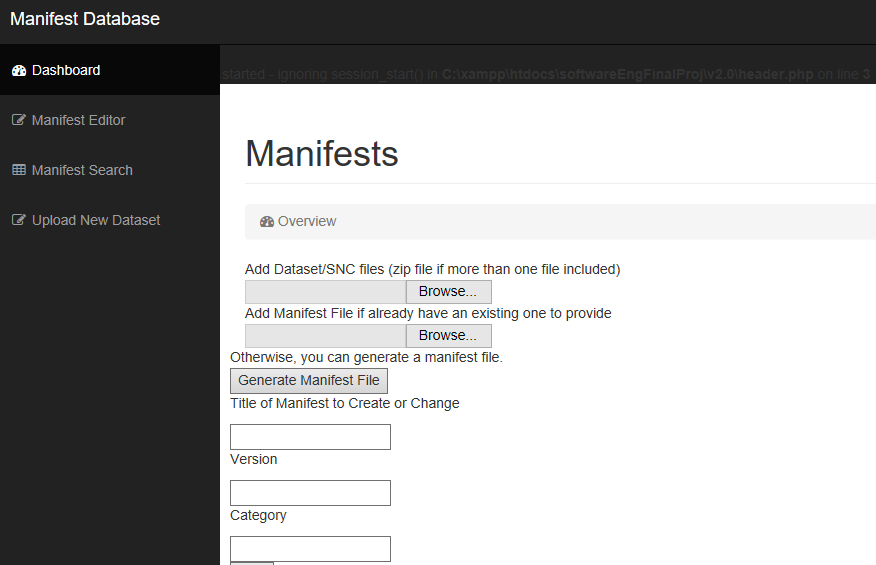 Manifest Database
Dashboard
started - ignoring session_start() in C:\xampp\htdocs\softwareEngFinalProj\v2.0\header.php on line 3
Manifest Editor
Manifest Search
Upload New Dataset
Manifests
Overview
Add Dataset/SNC files (zip file if more than one file included)
Browse...
Add Manifest File if already have an existing one to provide
Browse...
Otherwise, you can generate a manifest file.
Generate Manifest File
Title of Manifest to Create or Change
Version
Category